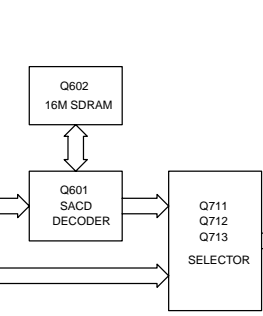 Q602
16M SDRAM
Q601
SACD
DECODER
Q711
Q712
Q713
SELECTOR